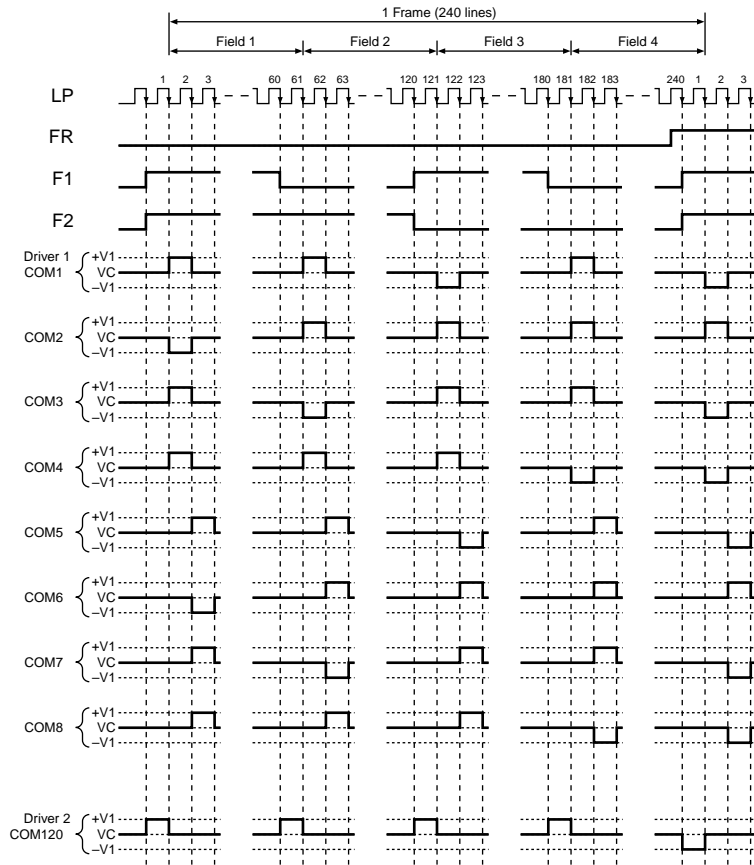 1 Frame (240 lines)
Field 1 Field 2 Field 3 Field 4
LP 1 2 3 60 61 62 63 120 121 122 123 180 181 182 183 240 1 2 3
FR
F1
F2
Driver 1 +V1
COM1 VC
–V1
+V1
COM2 VC
–V1
+V1
COM3 VC
–V1
+V1
COM4 VC
–V1
+V1
COM5 VC
–V1
+V1
COM6 VC
–V1
+V1
COM7 VC
–V1
+V1
COM8 VC
–V1
Driver 2 +V1
COM120 VC
–V1